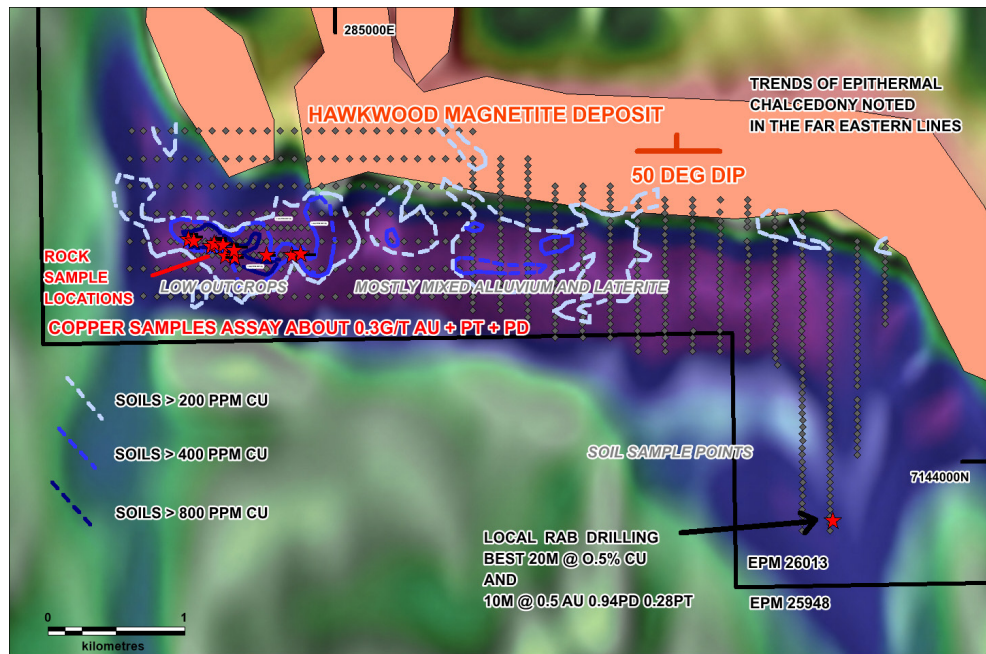 285000E
TRENDS OF EPITHERMAL
CHALCEDONY NOTED
IN THE FAR EASTERN LINES
HAWKWOOD MAGNETITE DEPOSIT
50 DEG DIP
ROCK
SAMPLE
LOCATIONS
LOW OUTCROPS
MOSTLY MIXED ALLUVIUM AND LATERITE
COPPER SAMPLES ASSAY ABOUT 0.3G/T AU + PT + PD
SOILS > 200 PPM CU
SOILS > 400 PPM CU
SOILS > 800 PPM CU
SOIL SAMPLE POINTS
7144000N
LOCAL RAB DRILLING
BEST 20M @ O.5% CU
AND
10M @ 0.5 AU 0.94PD 0.28PT
EPM 26013
EPM 25948
0 1
kilometres